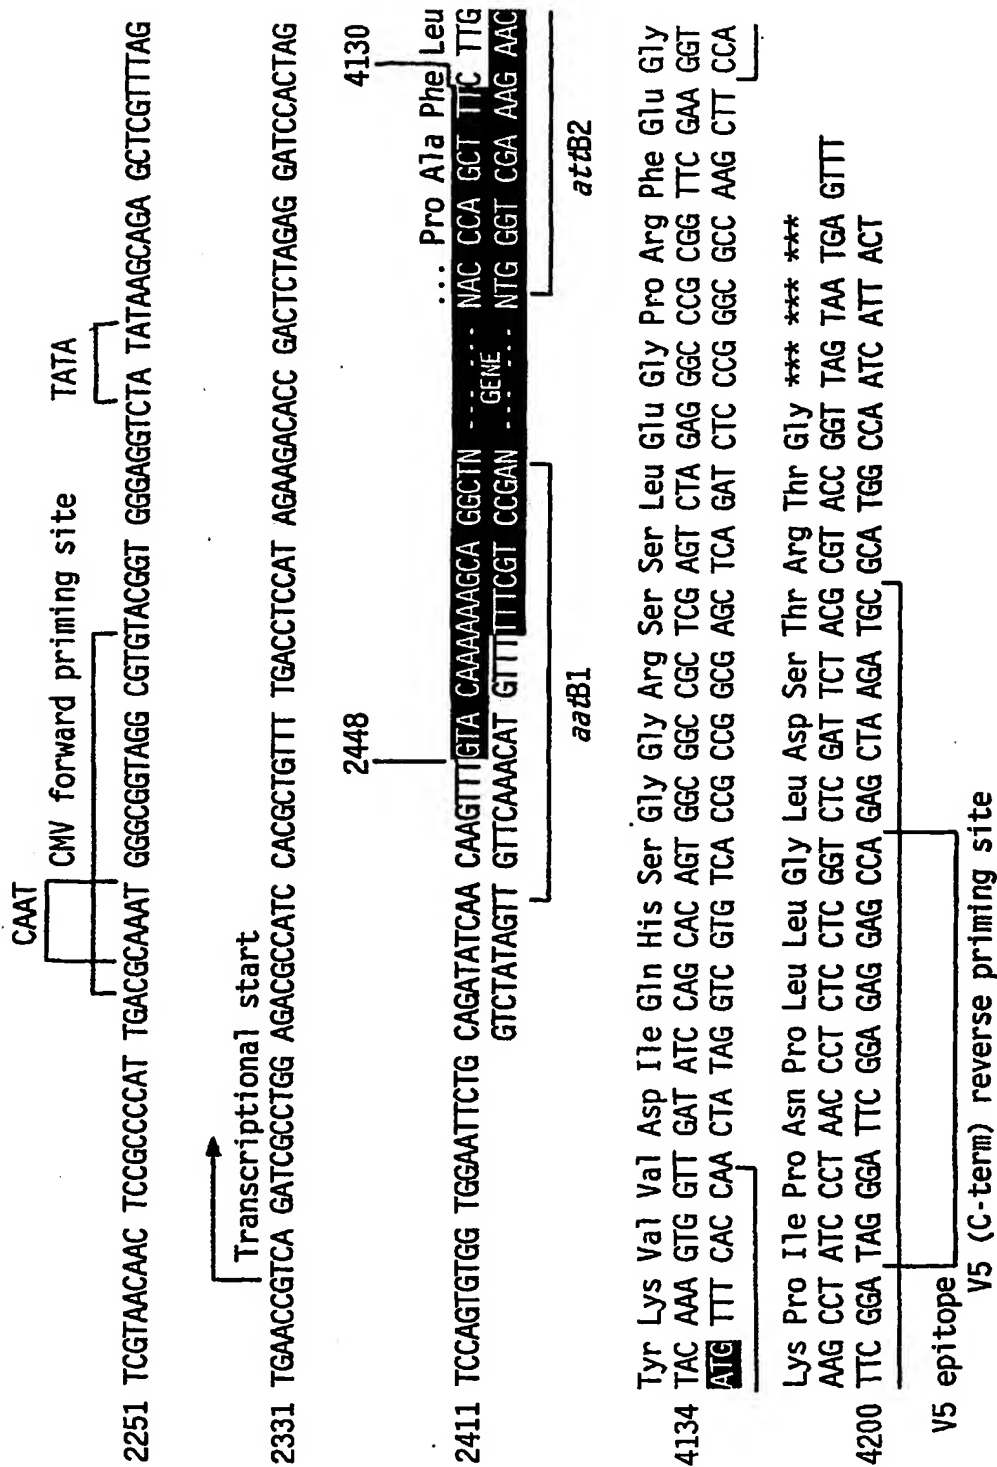 CAAT
CMV forward priming site
TATA
2251 TCGTAACAAC TCCGCCCCAT TGACGCAAAT GGGCGGTAGG CGTGTACGGT GGGAGGTCTA TATAAGCAGA GCTCGTTTAG
Transcriptional start
2331 TGAACCGTCA GATCGCCTGG AGACGCCATC CACGCTGTTT TGACCTCCAT AGAAGACACC GACTCTAGAG GATCCACTAG
2448
4130
... Pro Ala Phe Leu
2411 TCCAGTGTGG TGGAATTCTG CAGATATCAA CAAGTTTGTA CAAAAAAGCA GGCTN ... ... NAC CCA GCT TTC TTG
GENE
GTCTATAGTT GTTCAAACAT GTTTTTTCGT CCGAN ... ... NTG GGT CGA AAG AAC
aatB1
attB2
Tyr Lys Val Val Asp Ile Gln His Ser Gly Gly Arg Ser Ser Leu Glu Gly Pro Arg Phe Glu Gly
4134 TAC AAA GTG GTT GAT ATC CAG CAC AGT GGC GGC CGC TCG AGT CTA GAG GGC CCG CGG TTC GAA GGT
ATG TTT CAC CAA CTA TAG GTC GTG TCA CCG CCG GCG AGC TCA GAT CTC CCG GGC GCC AAG CTT CCA
Lys Pro Ile Pro Asn Pro Leu Leu Gly Leu Asp Ser Thr Arg Thr Gly *** *** ***
AAG CCT ATC CCT AAC CCT CTC CTC GGT CTC GAT TCT ACG CGT ACC GGT TAG TAA TGA GTTT
4200 TTC GGA TAG GGA TTC GGA GAG GAG CCA GAG CTA AGA TGC GCA TGG CCA ATC ATT ACT
V5 epitope
V5 (C-term) reverse priming site